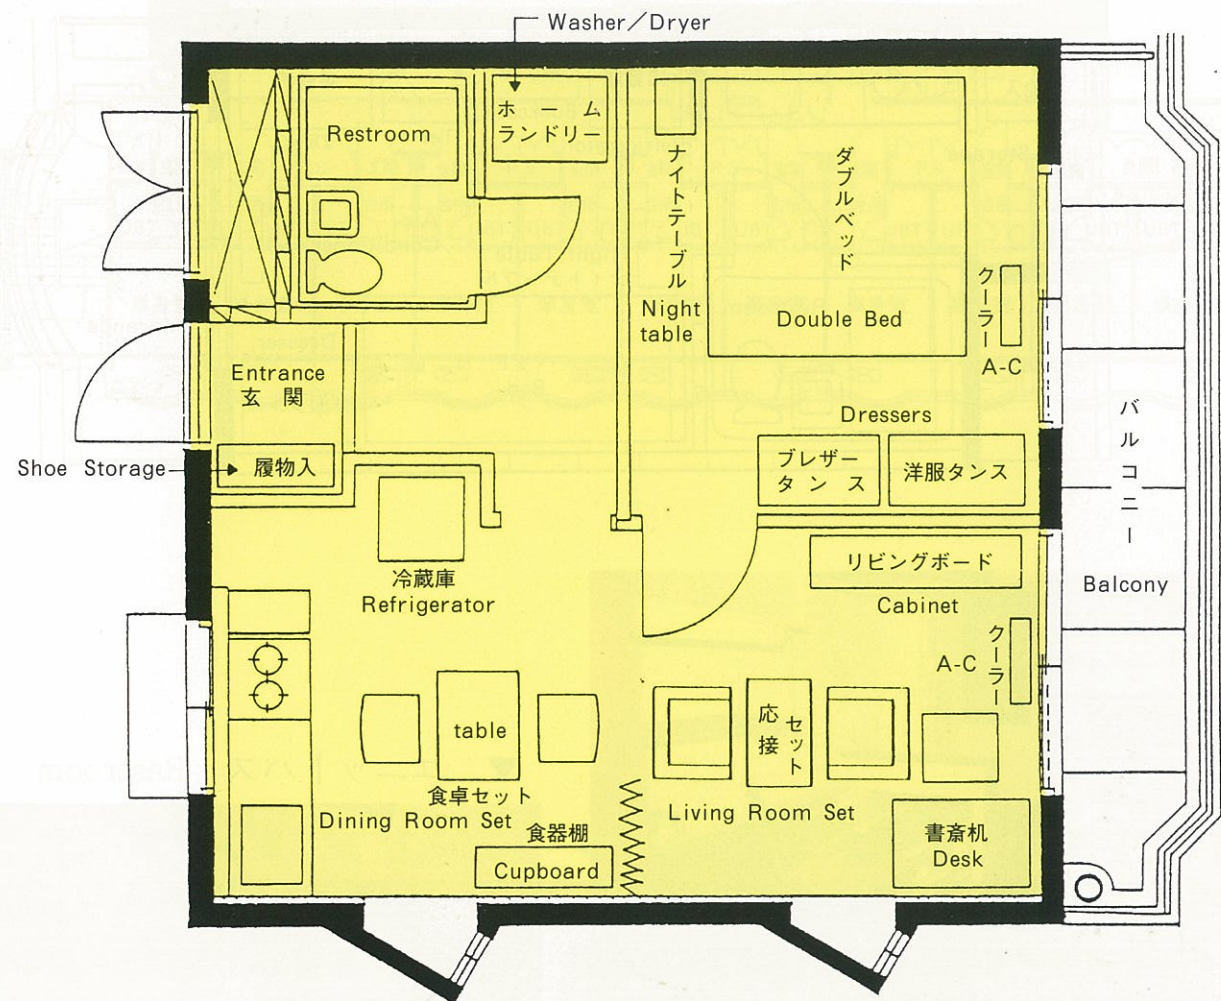 Washer/Dryer
ホーム
ランドリー
Restroom
ナイトテーブル
Night
table
ダブルベッド
Double Bed
クーラー
A-C
Entrance
玄関
Shoe Storage
履物入
Dressers
ブレザー
タンス
洋服タンス
バルコニー
Balcony
冷蔵庫
Refrigerator
リビングボード
Cabinet
クーラー
A-C
table
食卓セット
Dining Room Set
応接
セット
Living Room Set
食器棚
Cupboard
書斎机
Desk